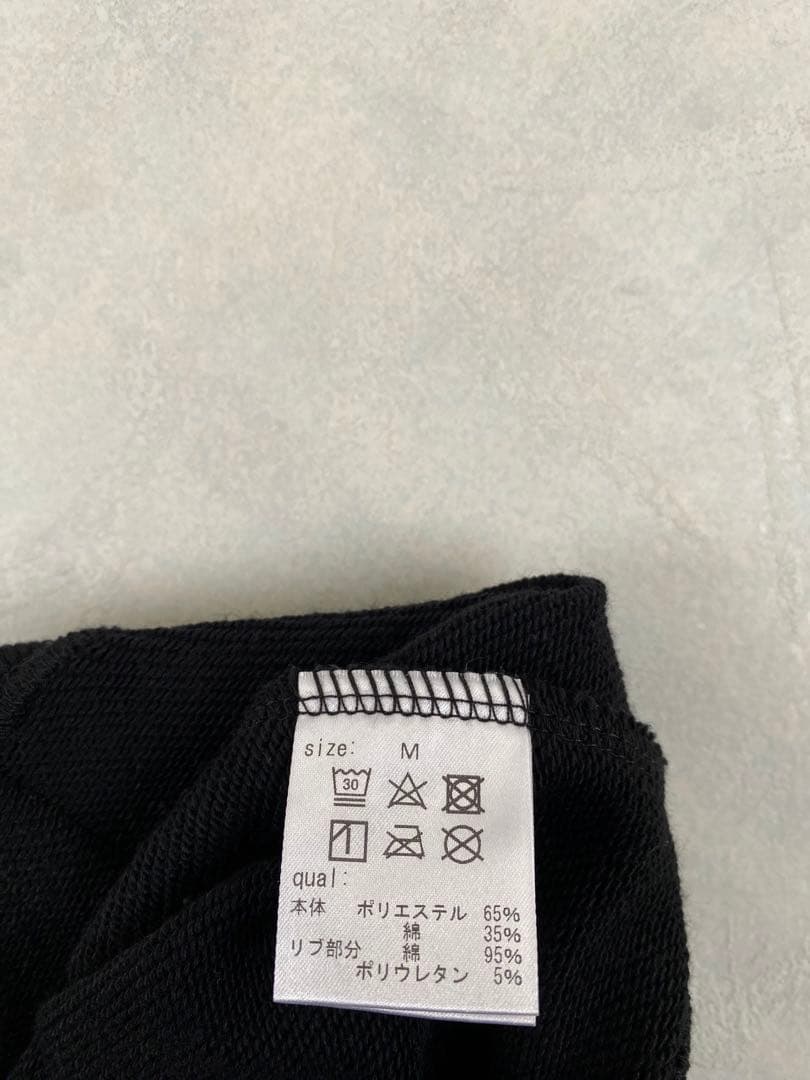 size: M
30
qual:
本体 ポリエステル 65%
綿 35%
リブ部分 綿 95%
ポリウレタン 5%